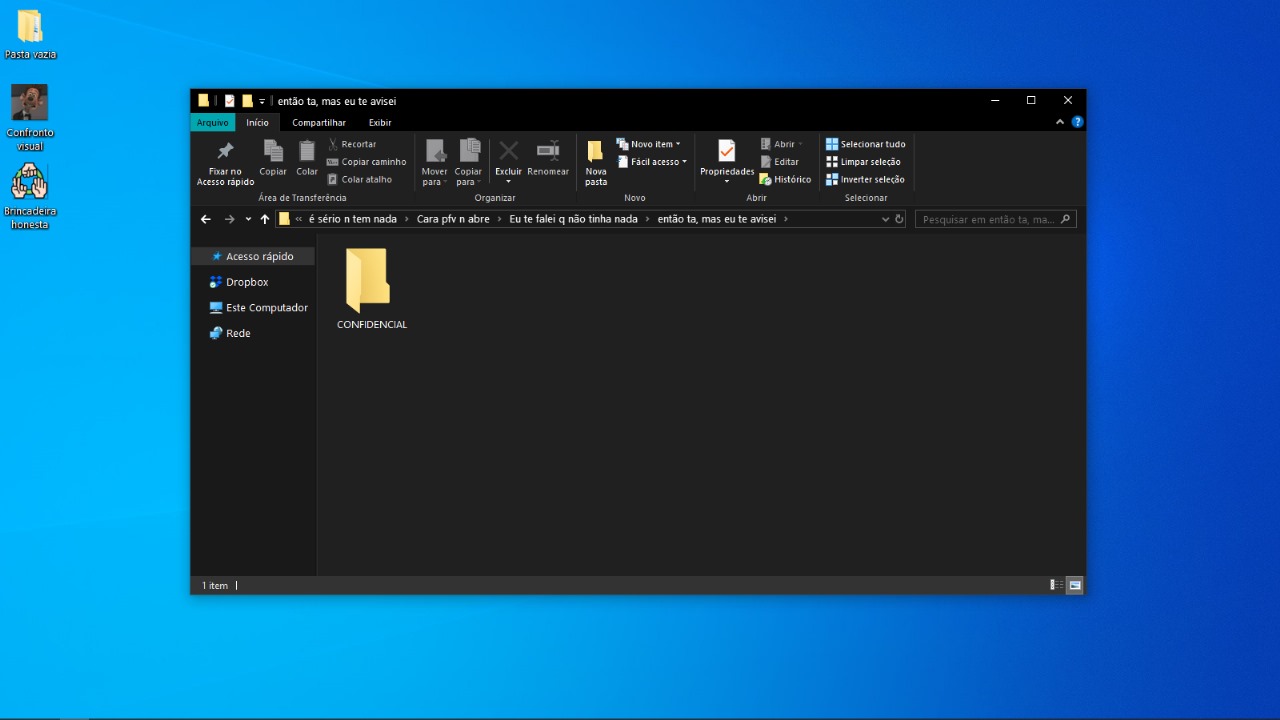 Pasta vazia
Confronto
visual
Brincadeira
honesta
então ta, mas eu te avisei
Arquivo Início Compartilhar Exibir
Fixar no
Acesso rápido
Copiar
Colar
Recortar
Copiar caminho
Colar atalho
Área de Transferência
Mover
para
Copiar
para
Excluir
Renomear
Organizar
Nova
pasta
Novo item
Fácil acesso
Novo
Propriedades
Abrir
Editar
Histórico
Abrir
Selecionar tudo
Limpar seleção
Inverter seleção
Selecionar
« é sério n tem nada › Cara pfv n abre › Eu te falei q não tinha nada › então ta, mas eu te avisei ›
Pesquisar em então ta, ma...
Acesso rápido
Dropbox
Este Computador
Rede
CONFIDENCIAL
1 item